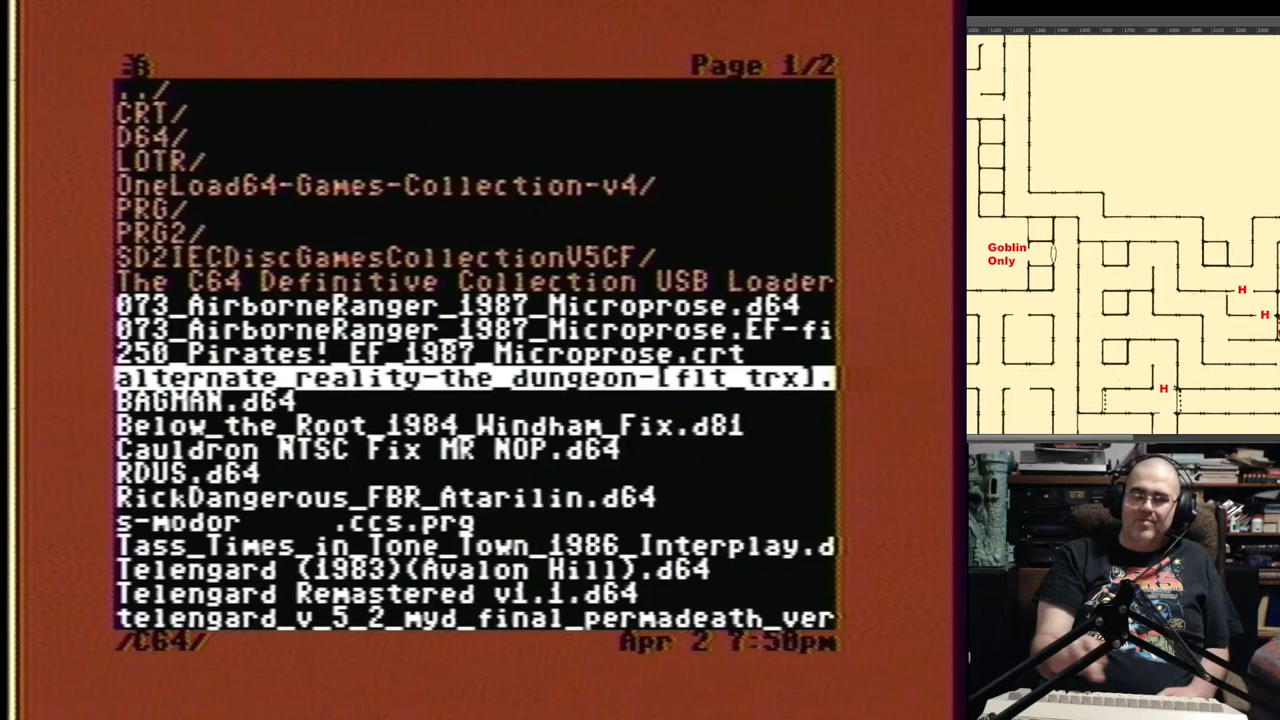 Page 1/2
../
CRT/
D64/
LOTR/
OneLoad64-Games-Collection-v4/
PRG/
PRG2/
SD2IECDiscGamesCollectionV5CF/
The C64 Definitive Collection USB Loader
073_AirborneRanger_1987_Microprose.d64
073_AirborneRanger_1987_Microprose.EF-fi
250_Pirates!_EF_1987_Microprose.crt
alternate_reality-the_dungeon-[flt_trx].
BAGMAN.d64
Below_the_Root_1984_Windham_Fix.d81
Cauldron NTSC Fix MR NOP.d64
RDUS.d64
RickDangerous_FBR_Atarilin.d64
s-modor .ccs.prg
Tass_Times_in_Tone_Town_1986_Interplay.d
Telengard (1983)(Avalon Hill).d64
Telengard Remastered v1.1.d64
telengard_v_5_2_myd_final_permadeath_ver
/C64/ Apr 2 7:50pm
Goblin
Only
H
H
H